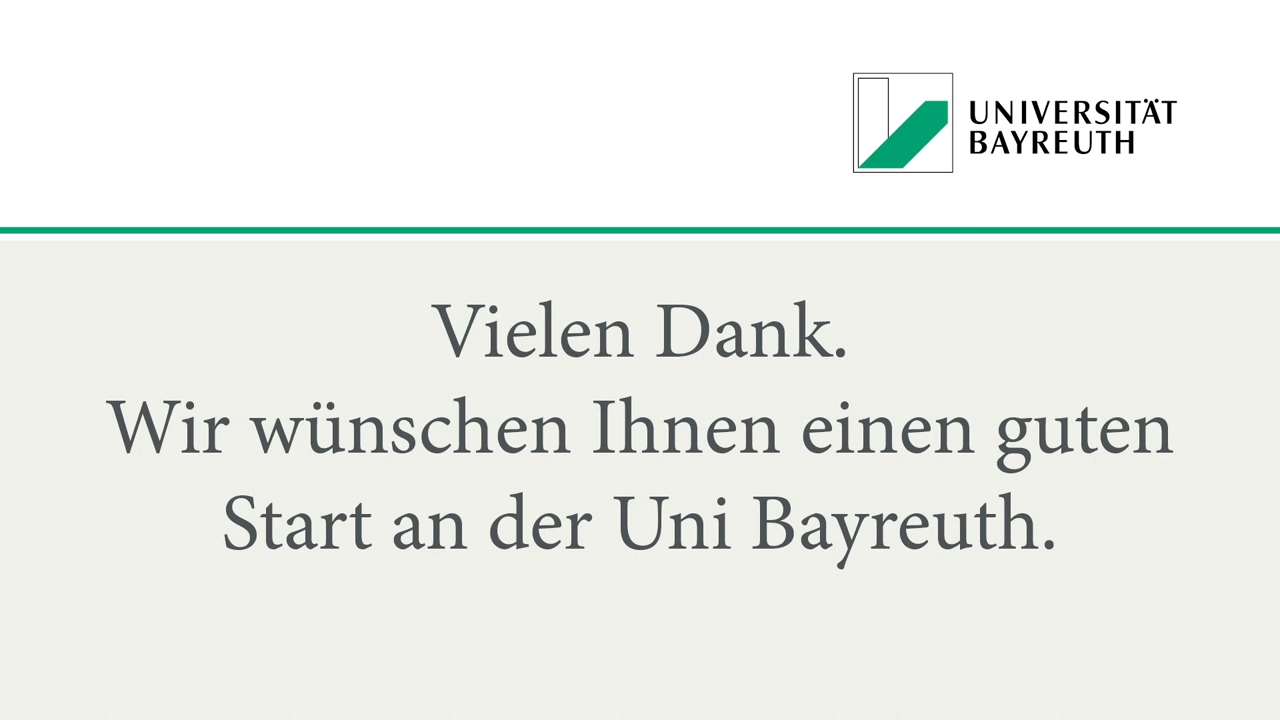 UNIVERSITÄT
BAYREUTH
Vielen Dank.
Wir wünschen Ihnen einen guten
Start an der Uni Bayreuth.